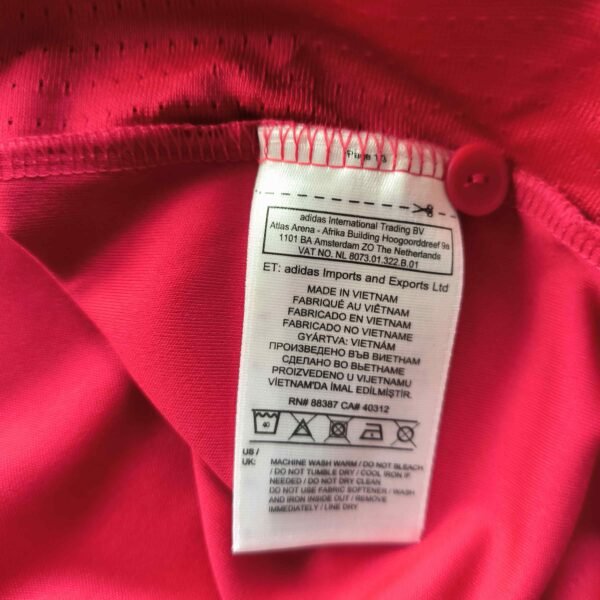 adidas International Trading BV
Atlas Arena - Afrika Building Hoogoorddreef 9a
1101 BA Amsterdam ZO The Netherlands
VAT NO. NL 8073.01.322.B.01
ET: adidas Imports and Exports Ltd
MADE IN VIETNAM
FABRIQUÉ AU VIÊTNAM
FABRICADO EN VIETNAM
FABRICADO NO VIETNAME
GYÁRTVA: VIETNÁM
ПРОИЗВЕДЕНО ВЪВ ВИЕТНАМ
СДЕЛАНО ВО ВЬЕТНАМЕ
PROIZVEDENO U VIJETNAMU
VİETNAM'DA İMAL EDİLMİŞTİR.
RN# 88387 CA# 40312
40
US /
UK:
MACHINE WASH WARM / DO NOT BLEACH
/ DO NOT TUMBLE DRY / COOL IRON IF
NEEDED / DO NOT DRY CLEAN
DO NOT USE FABRIC SOFTENER / WASH
AND IRON INSIDE OUT / REMOVE
IMMEDIATELY / LINE DRY